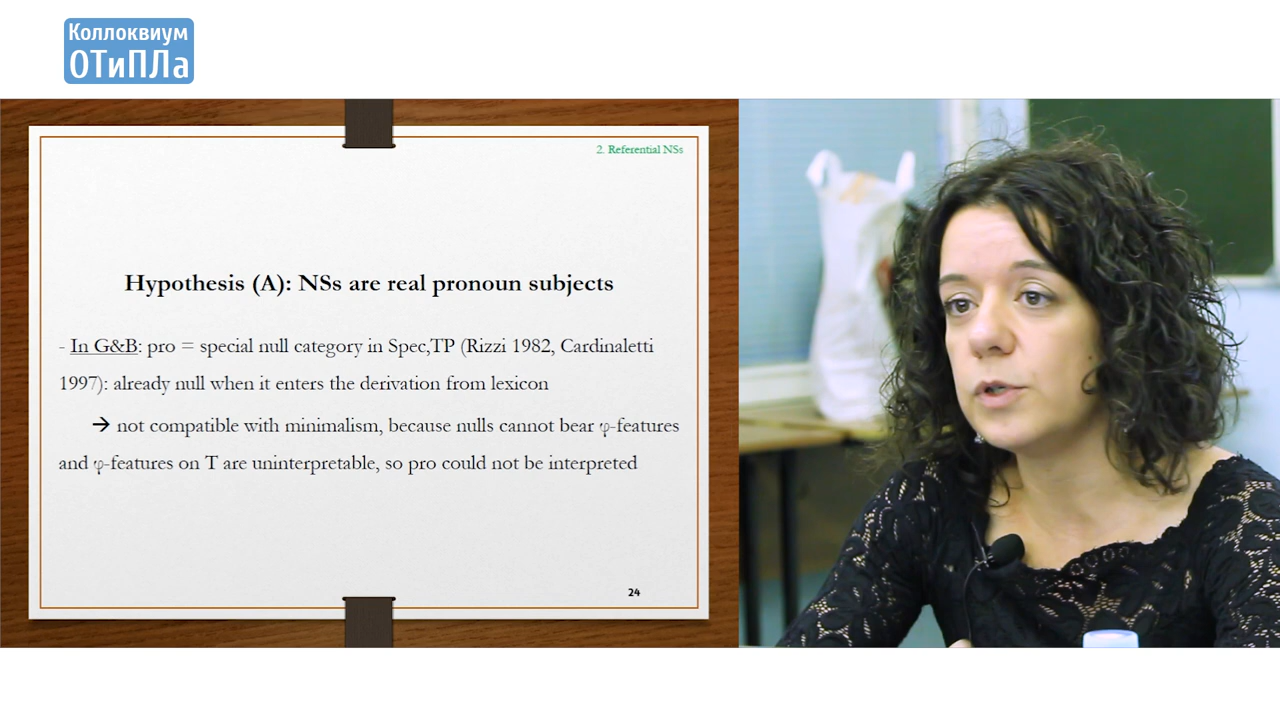 Коллоквиум
ОТиПЛа
2. Referential NSs
Hypothesis (A): NSs are real pronoun subjects
- In G&B: pro = special null category in Spec,TP (Rizzi 1982, Cardinaletti
1997): already null when it enters the derivation from lexicon
→ not compatible with minimalism, because nulls cannot bear φ-features
and φ-features on T are uninterpretable, so pro could not be interpreted
24